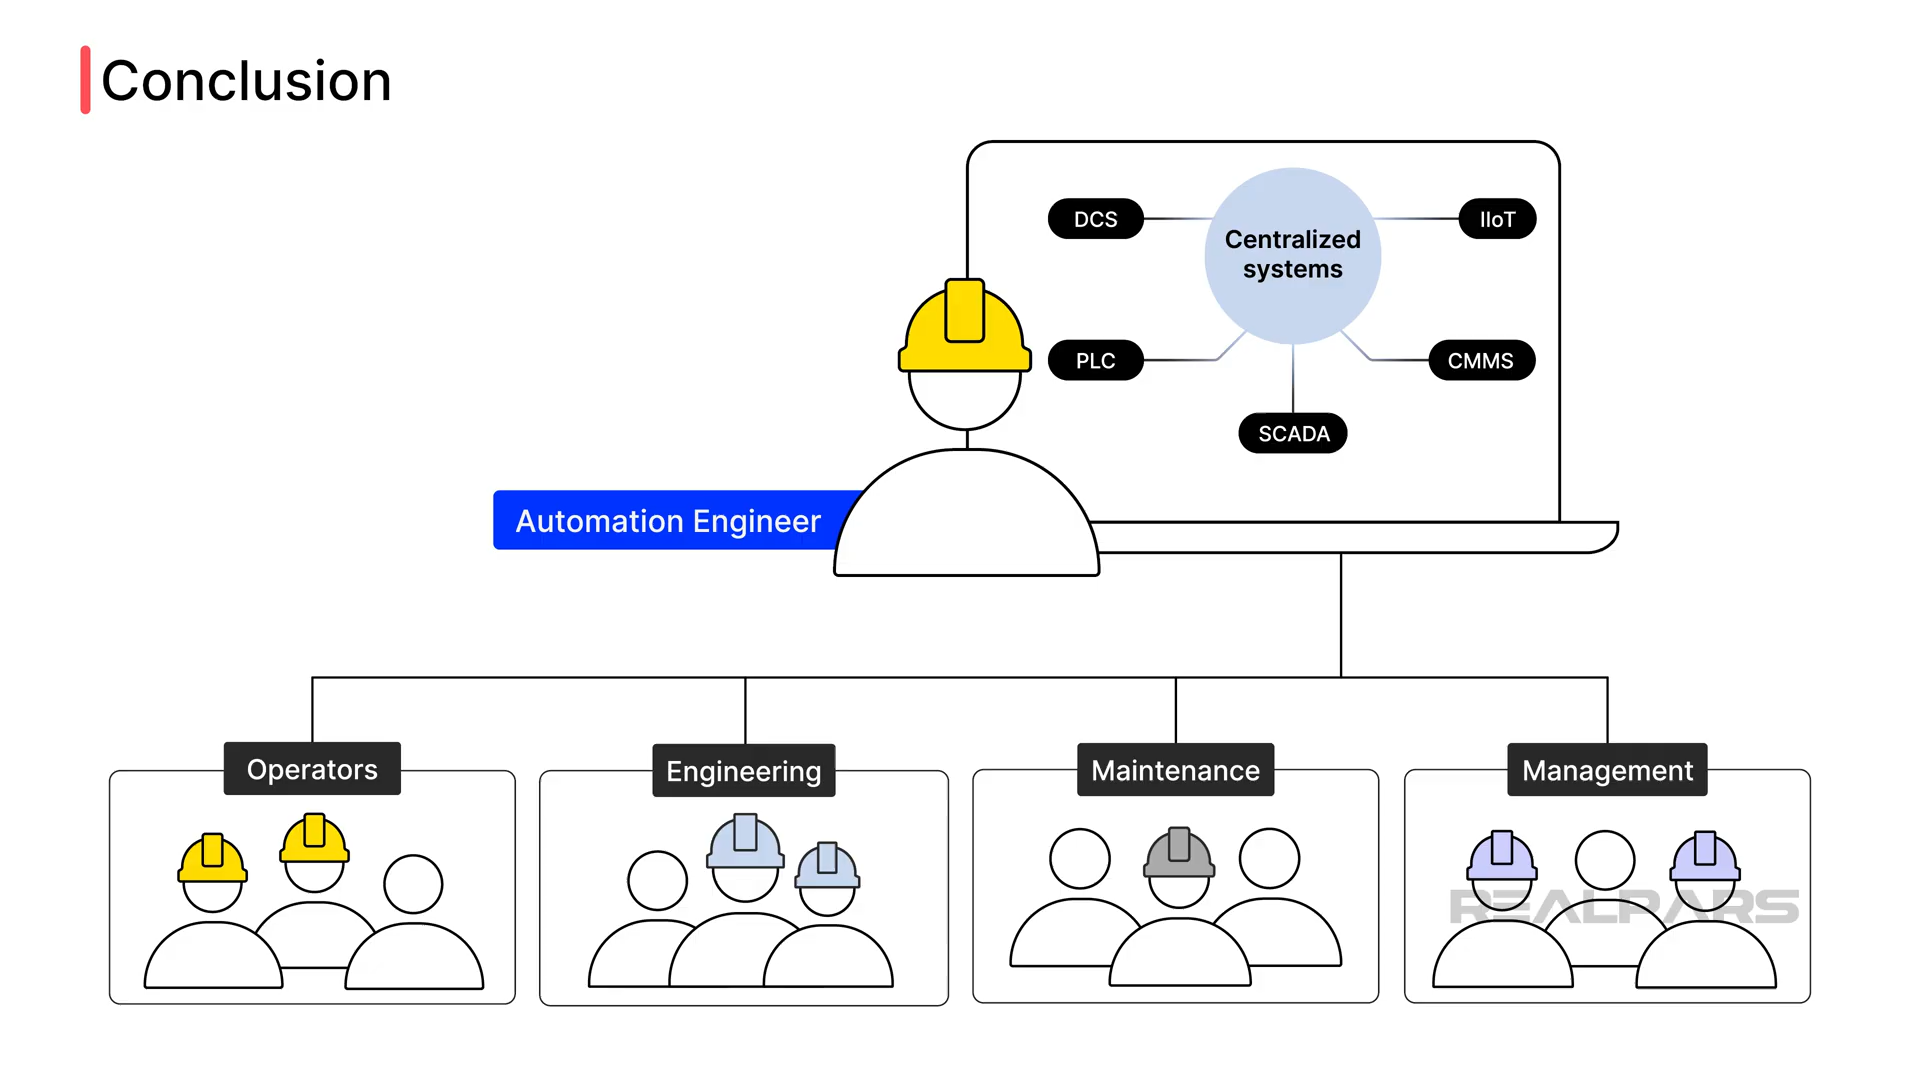 Conclusion
DCS
IIoT
Centralized
systems
PLC
CMMS
SCADA
Automation Engineer
Operators
Engineering
Maintenance
Management
REALPARS